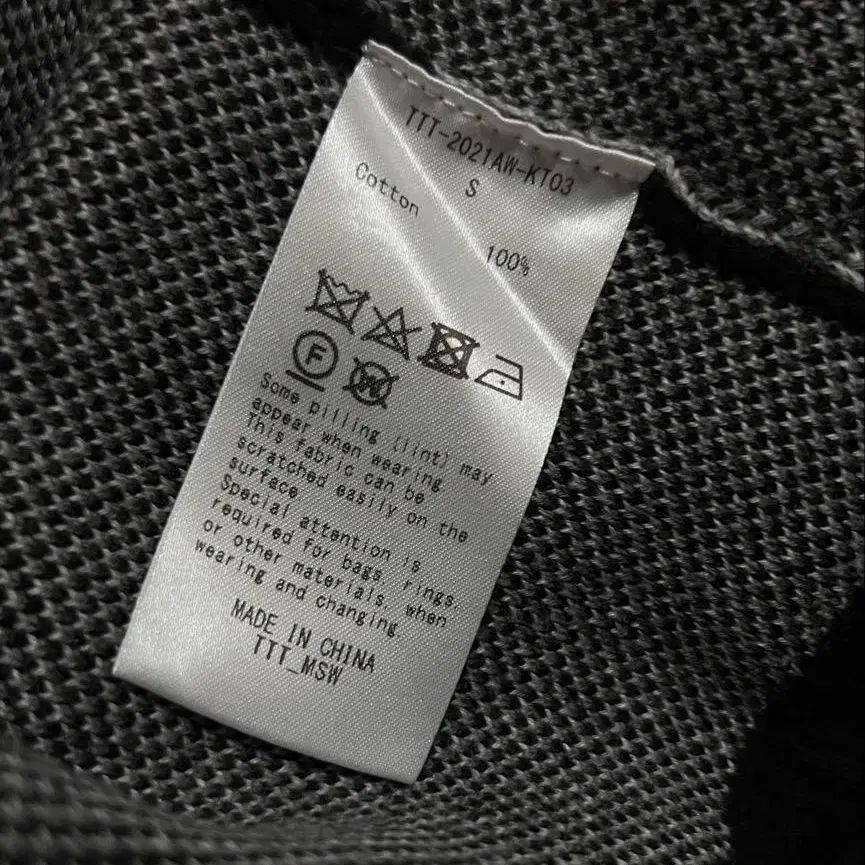 TTT-2021AW-KT03
S
Cotton 100%
F
W
Some pilling (lint) may
appear when wearing.
This fabric can be
scratched easily on the
surface.
Special attention is
required for bags, rings,
or other materials, when
wearing and changing.
MADE IN CHINA
TTT_MSW